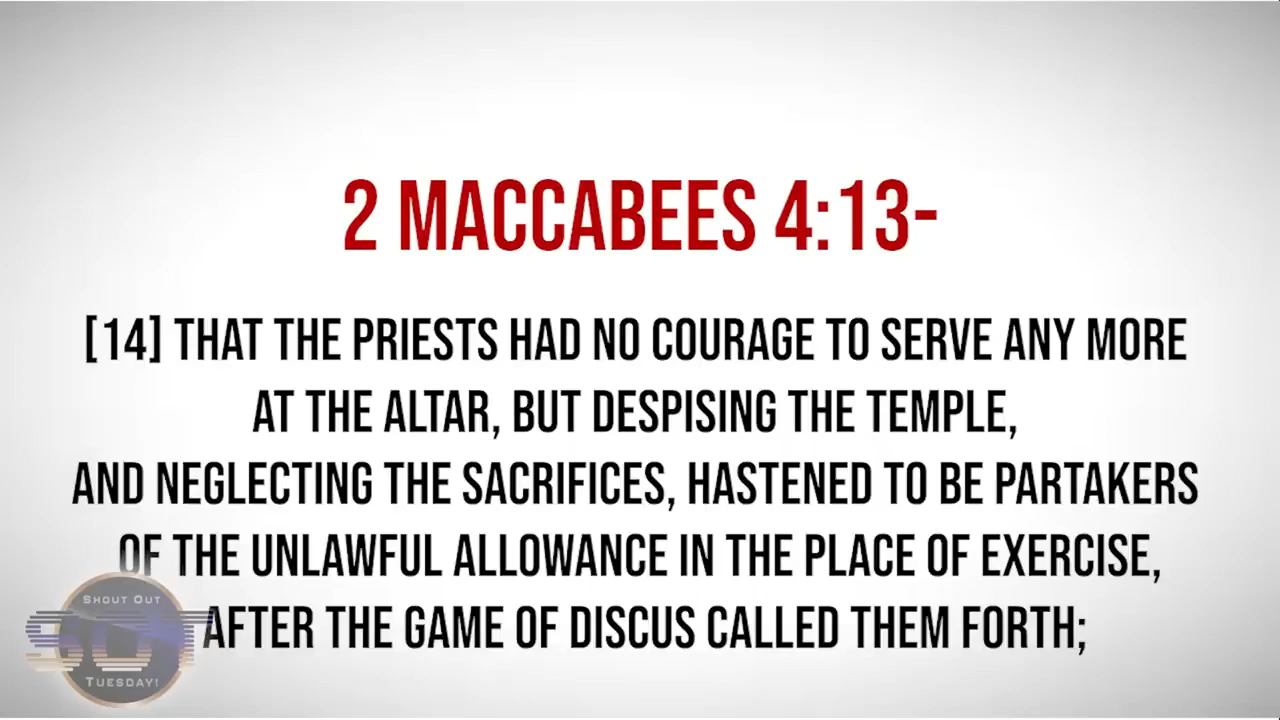 2 MACCABEES 4:13-
[14] THAT THE PRIESTS HAD NO COURAGE TO SERVE ANY MORE
AT THE ALTAR, BUT DESPISING THE TEMPLE,
AND NEGLECTING THE SACRIFICES, HASTENED TO BE PARTAKERS
OF THE UNLAWFUL ALLOWANCE IN THE PLACE OF EXERCISE,
AFTER THE GAME OF DISCUS CALLED THEM FORTH;
SHOUT OUT
SOT
TUESDAY!